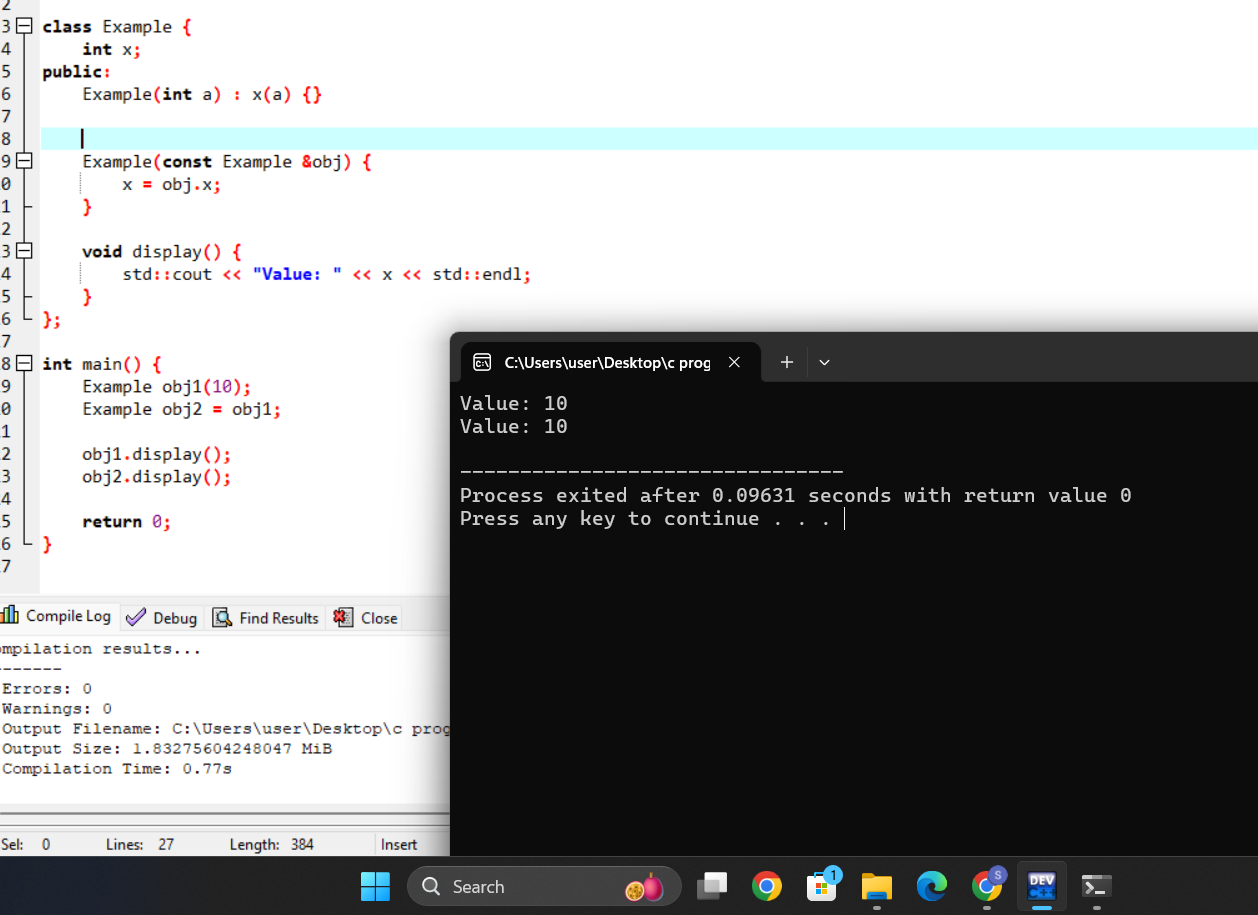 2
3 class Example {
4 int x;
5 public:
6 Example(int a) : x(a) {}
7
8
9 Example(const Example &obj) {
0 x = obj.x;
1 }
2
3 void display() {
4 std::cout << "Value: " << x << std::endl;
5 }
6 };
7
8 int main() {
9 Example obj1(10);
0 Example obj2 = obj1;
1
2 obj1.display();
3 obj2.display();
4
5 return 0;
6 }
7
C:\Users\user\Desktop\c prog
Value: 10
Value: 10
--------------------------------
Process exited after 0.09631 seconds with return value 0
Press any key to continue . . .
Compile Log Debug Find Results Close
ompilation results...
-------
Errors: 0
Warnings: 0
Output Filename: C:\Users\user\Desktop\c prog
Output Size: 1.83275604248047 MiB
Compilation Time: 0.77s
Sel: 0 Lines: 27 Length: 384 Insert
Search 1 S DEV C++